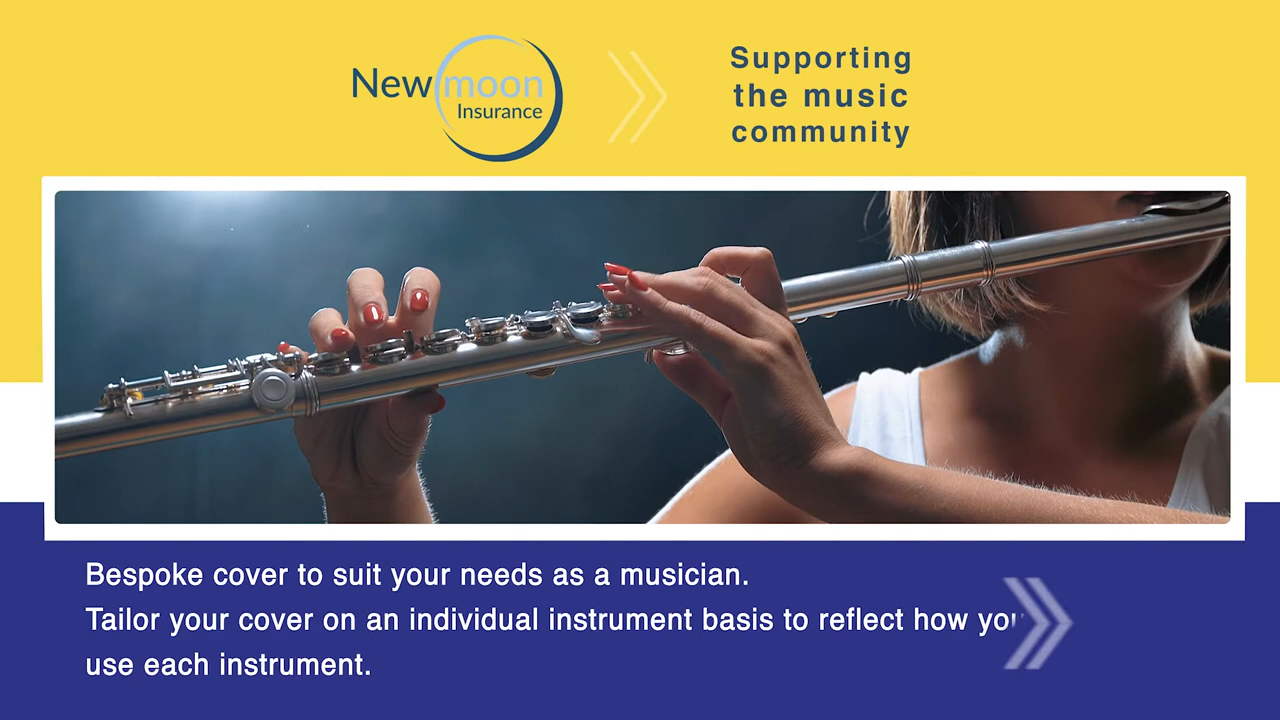 New moon
Insurance
Supporting
the music
community
Bespoke cover to suit your needs as a musician.
Tailor your cover on an individual instrument basis to reflect how you
use each instrument.